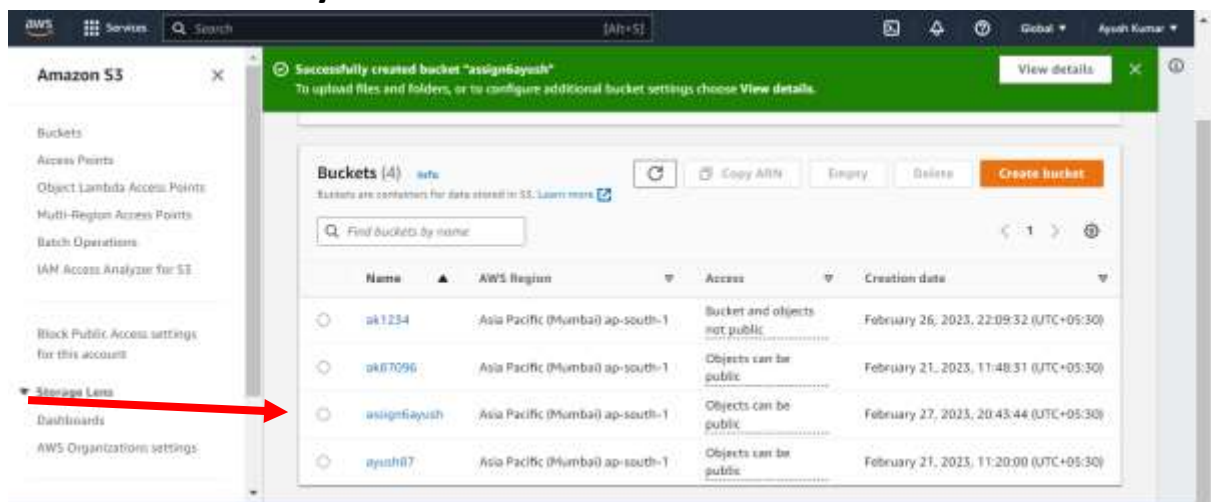 aws
Services
Search
[Alt+S]
Global
Ayush Kumar
Amazon S3
Buckets
Access Points
Object Lambda Access Points
Multi-Region Access Points
Batch Operations
IAM Access Analyzer for S3
Block Public Access settings
for this account
Storage Lens
Dashboards
AWS Organizations settings
Successfully created bucket "assign6ayush"
To upload files and folders, or to configure additional bucket settings choose View details.
View details
Buckets (4) Info
Buckets are containers for data stored in S3. Learn more
Copy ARN
Empty
Delete
Create bucket
Find buckets by name
1
Name AWS Region Access Creation date
ak1234 Asia Pacific (Mumbai) ap-south-1 Bucket and objects not public February 26, 2023, 22:09:32 (UTC+05:30)
ak87096 Asia Pacific (Mumbai) ap-south-1 Objects can be public February 21, 2023, 11:48:31 (UTC+05:30)
assign6ayush Asia Pacific (Mumbai) ap-south-1 Objects can be public February 27, 2023, 20:43:44 (UTC+05:30)
ayush87 Asia Pacific (Mumbai) ap-south-1 Objects can be public February 21, 2023, 11:20:00 (UTC+05:30)